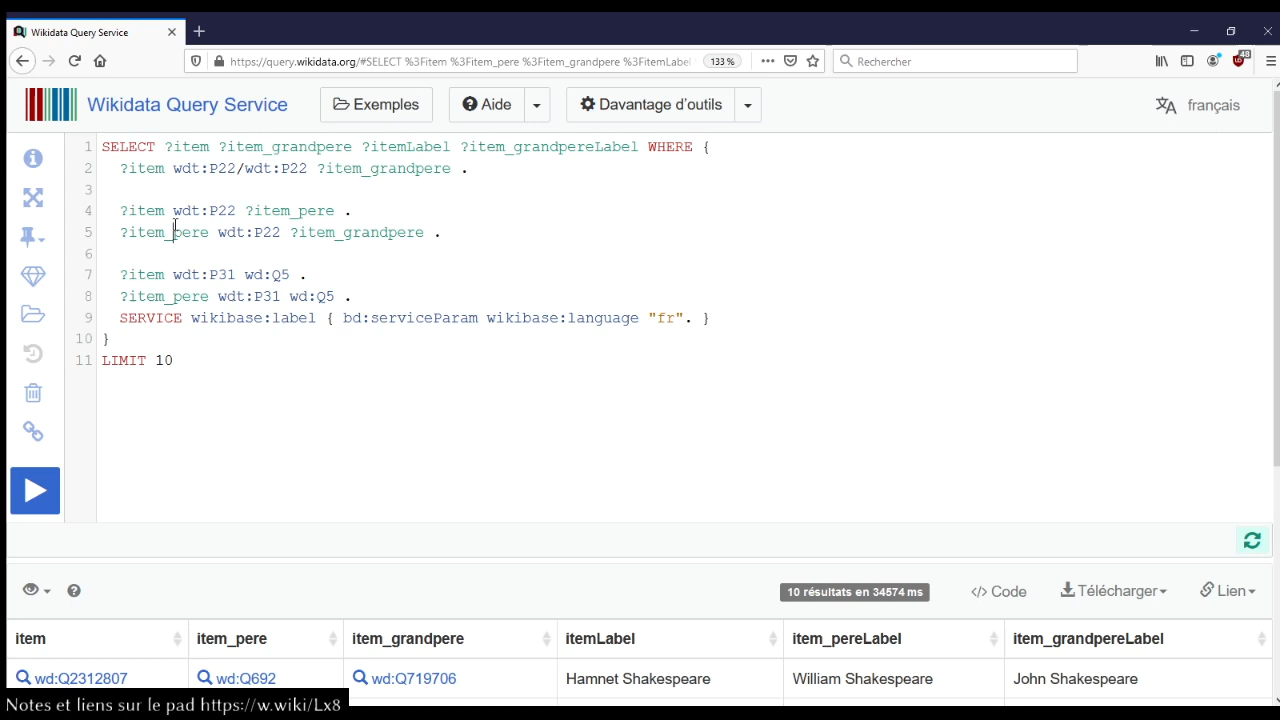 Wikidata Query Service
https://query.wikidata.org/#SELECT %3Fitem %3Fitem_pere %3Fitem_grandpere %3FitemLabel
133 %
Rechercher
48
Wikidata Query Service
Exemples
Aide
Davantage d'outils
français
1 SELECT ?item ?item_grandpere ?itemLabel ?item_grandpereLabel WHERE {
2 ?item wdt:P22/wdt:P22 ?item_grandpere .
3
4 ?item wdt:P22 ?item_pere .
5 ?item_pere wdt:P22 ?item_grandpere .
6
7 ?item wdt:P31 wd:Q5 .
8 ?item_pere wdt:P31 wd:Q5 .
9 SERVICE wikibase:label { bd:serviceParam wikibase:language "fr". }
10 }
11 LIMIT 10
10 résultats en 34574 ms
</> Code
Télécharger
Lien
item item_pere item_grandpere itemLabel item_pereLabel item_grandpereLabel
wd:Q2312807 wd:Q692 wd:Q719706 Hamnet Shakespeare William Shakespeare John Shakespeare
Notes et liens sur le pad https://w.wiki/Lx8